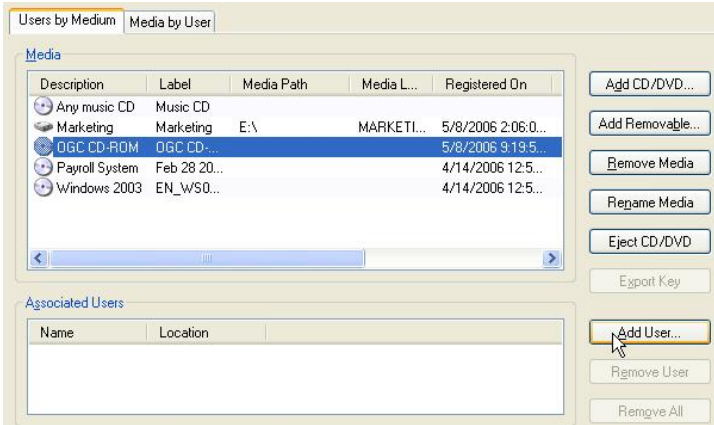 Users by Medium Media by User
Media
Description Label Media Path Media L... Registered On
Any music CD Music CD
Marketing Marketing E:\ MARKETI... 5/8/2006 2:06:0...
OGC CD-ROM OGC CD-... 5/8/2006 9:19:5...
Payroll System Feb 28 20... 4/14/2006 12:5...
Windows 2003 EN_WS0... 4/14/2006 12:5...
Add CD/DVD...
Add Removable...
Remove Media
Rename Media
Eject CD/DVD
Export Key
Associated Users
Name Location
Add User...
Remove User
Remove All